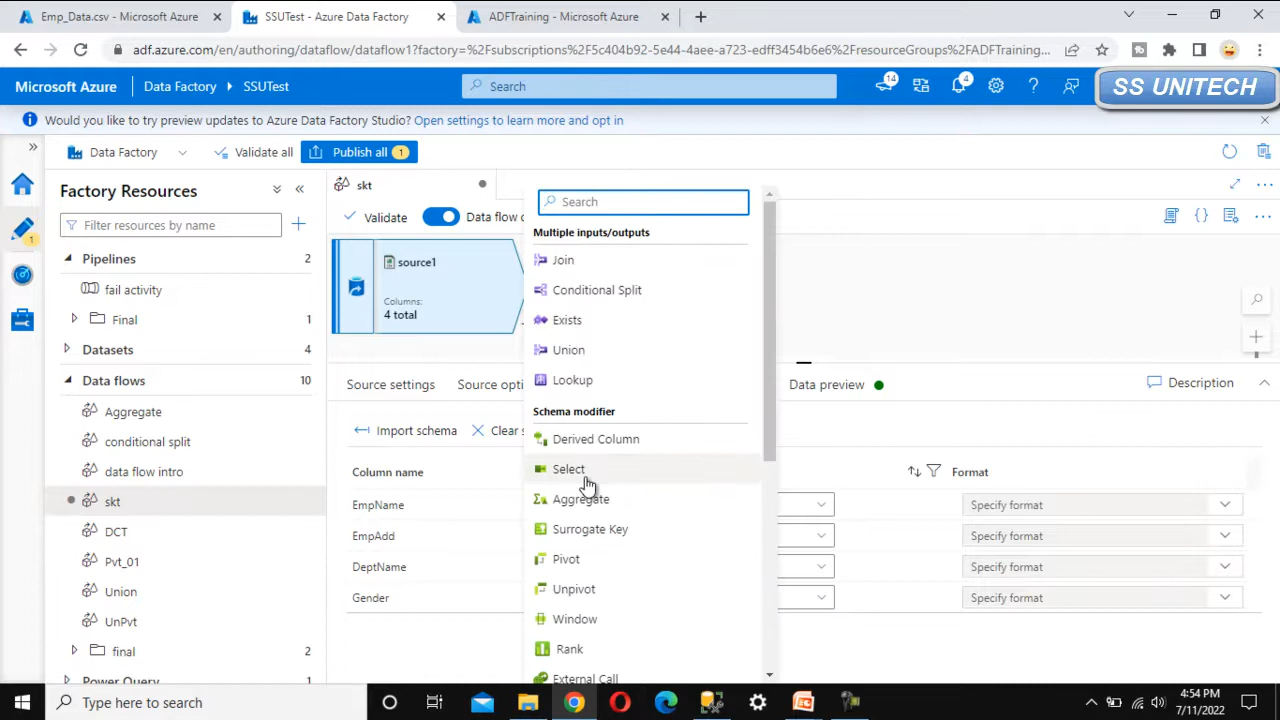 Emp_Data.csv - Microsoft Azure
SSUTest - Azure Data Factory
ADFTraining - Microsoft Azure
adf.azure.com/en/authoring/dataflow/dataflow1?factory=%2Fsubscriptions%2F5c404b92-5e44-4aee-a723-edff3454b6e6%2FresourceGroups%2FADFTraining...
Microsoft Azure
Data Factory
SSUTest
Search
14
4
SS UNITECH
Would you like to try preview updates to Azure Data Factory Studio? Open settings to learn more and opt in
Data Factory
Validate all
Publish all 1
Factory Resources
Filter resources by name
1
Pipelines 2
fail activity
Final 1
Datasets 4
Data flows 10
Aggregate
conditional split
data flow intro
skt
DCT
Pvt_01
Union
UnPvt
final 2
Power Query
skt
Validate
Data flow
source1
Columns:
4 total
Search
Multiple inputs/outputs
Join
Conditional Split
Exists
Union
Lookup
Schema modifier
Derived Column
Select
Aggregate
Surrogate Key
Pivot
Unpivot
Window
Rank
External Call
Source settings
Data preview
Description
Import schema
Clear
Column name
Format
EmpName
Specify format
EmpAdd
Specify format
DeptName
Specify format
Gender
Specify format
Type here to search
4:54 PM
7/11/2022